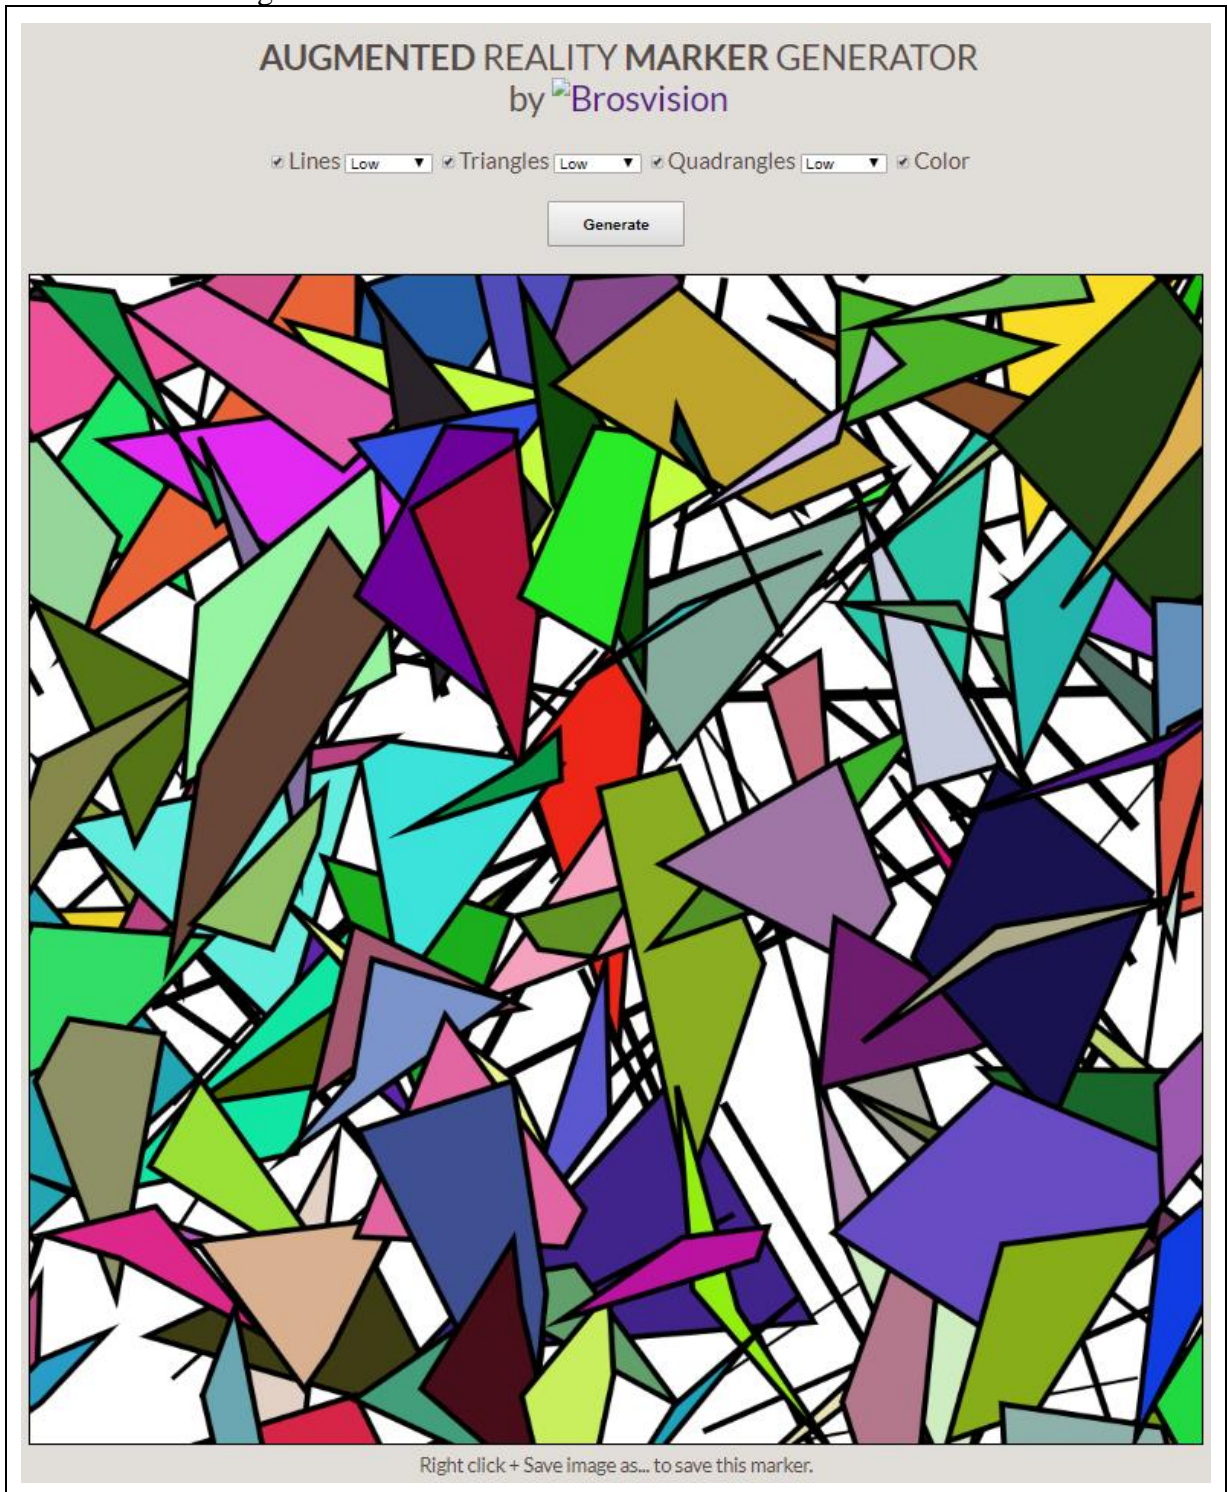 AUGMENTED REALITY MARKER GENERATOR
by Brosvision
Lines Low Triangles Low Quadrangles Low Color
Generate
Right click + Save image as... to save this marker.